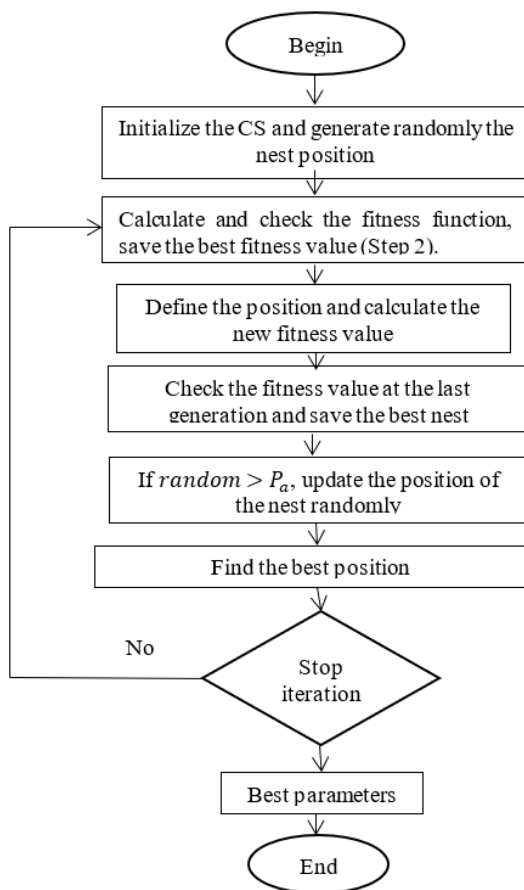 Begin
Initialize the CS and generate randomly the
nest position
Calculate and check the fitness function,
save the best fitness value (Step 2).
Define the position and calculate the
new fitness value
Check the fitness value at the last
generation and save the best nest
If random > Pₐ, update the position of
the nest randomly
Find the best position
No
Stop
iteration
Best parameters
End